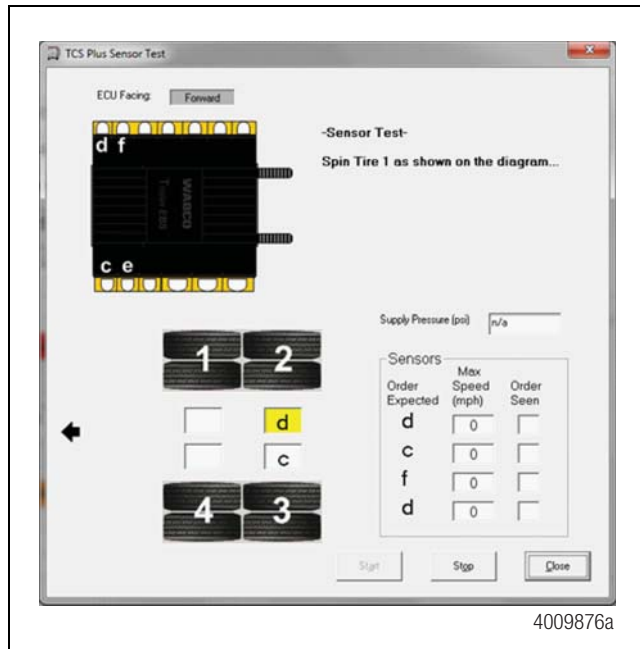 TCS Plus Sensor Test
ECU Facing: Forward
d f
WABCO
Trailer EBS
c e
-Sensor Test-
Spin Tire 1 as shown on the diagram...
Supply Pressure (psi) n/a
1 2
d
c
4 3
Sensors
Order Expected Max Speed (mph) Order Seen
d 0
c 0
f 0
d 0
Start Stop Close
4009876a